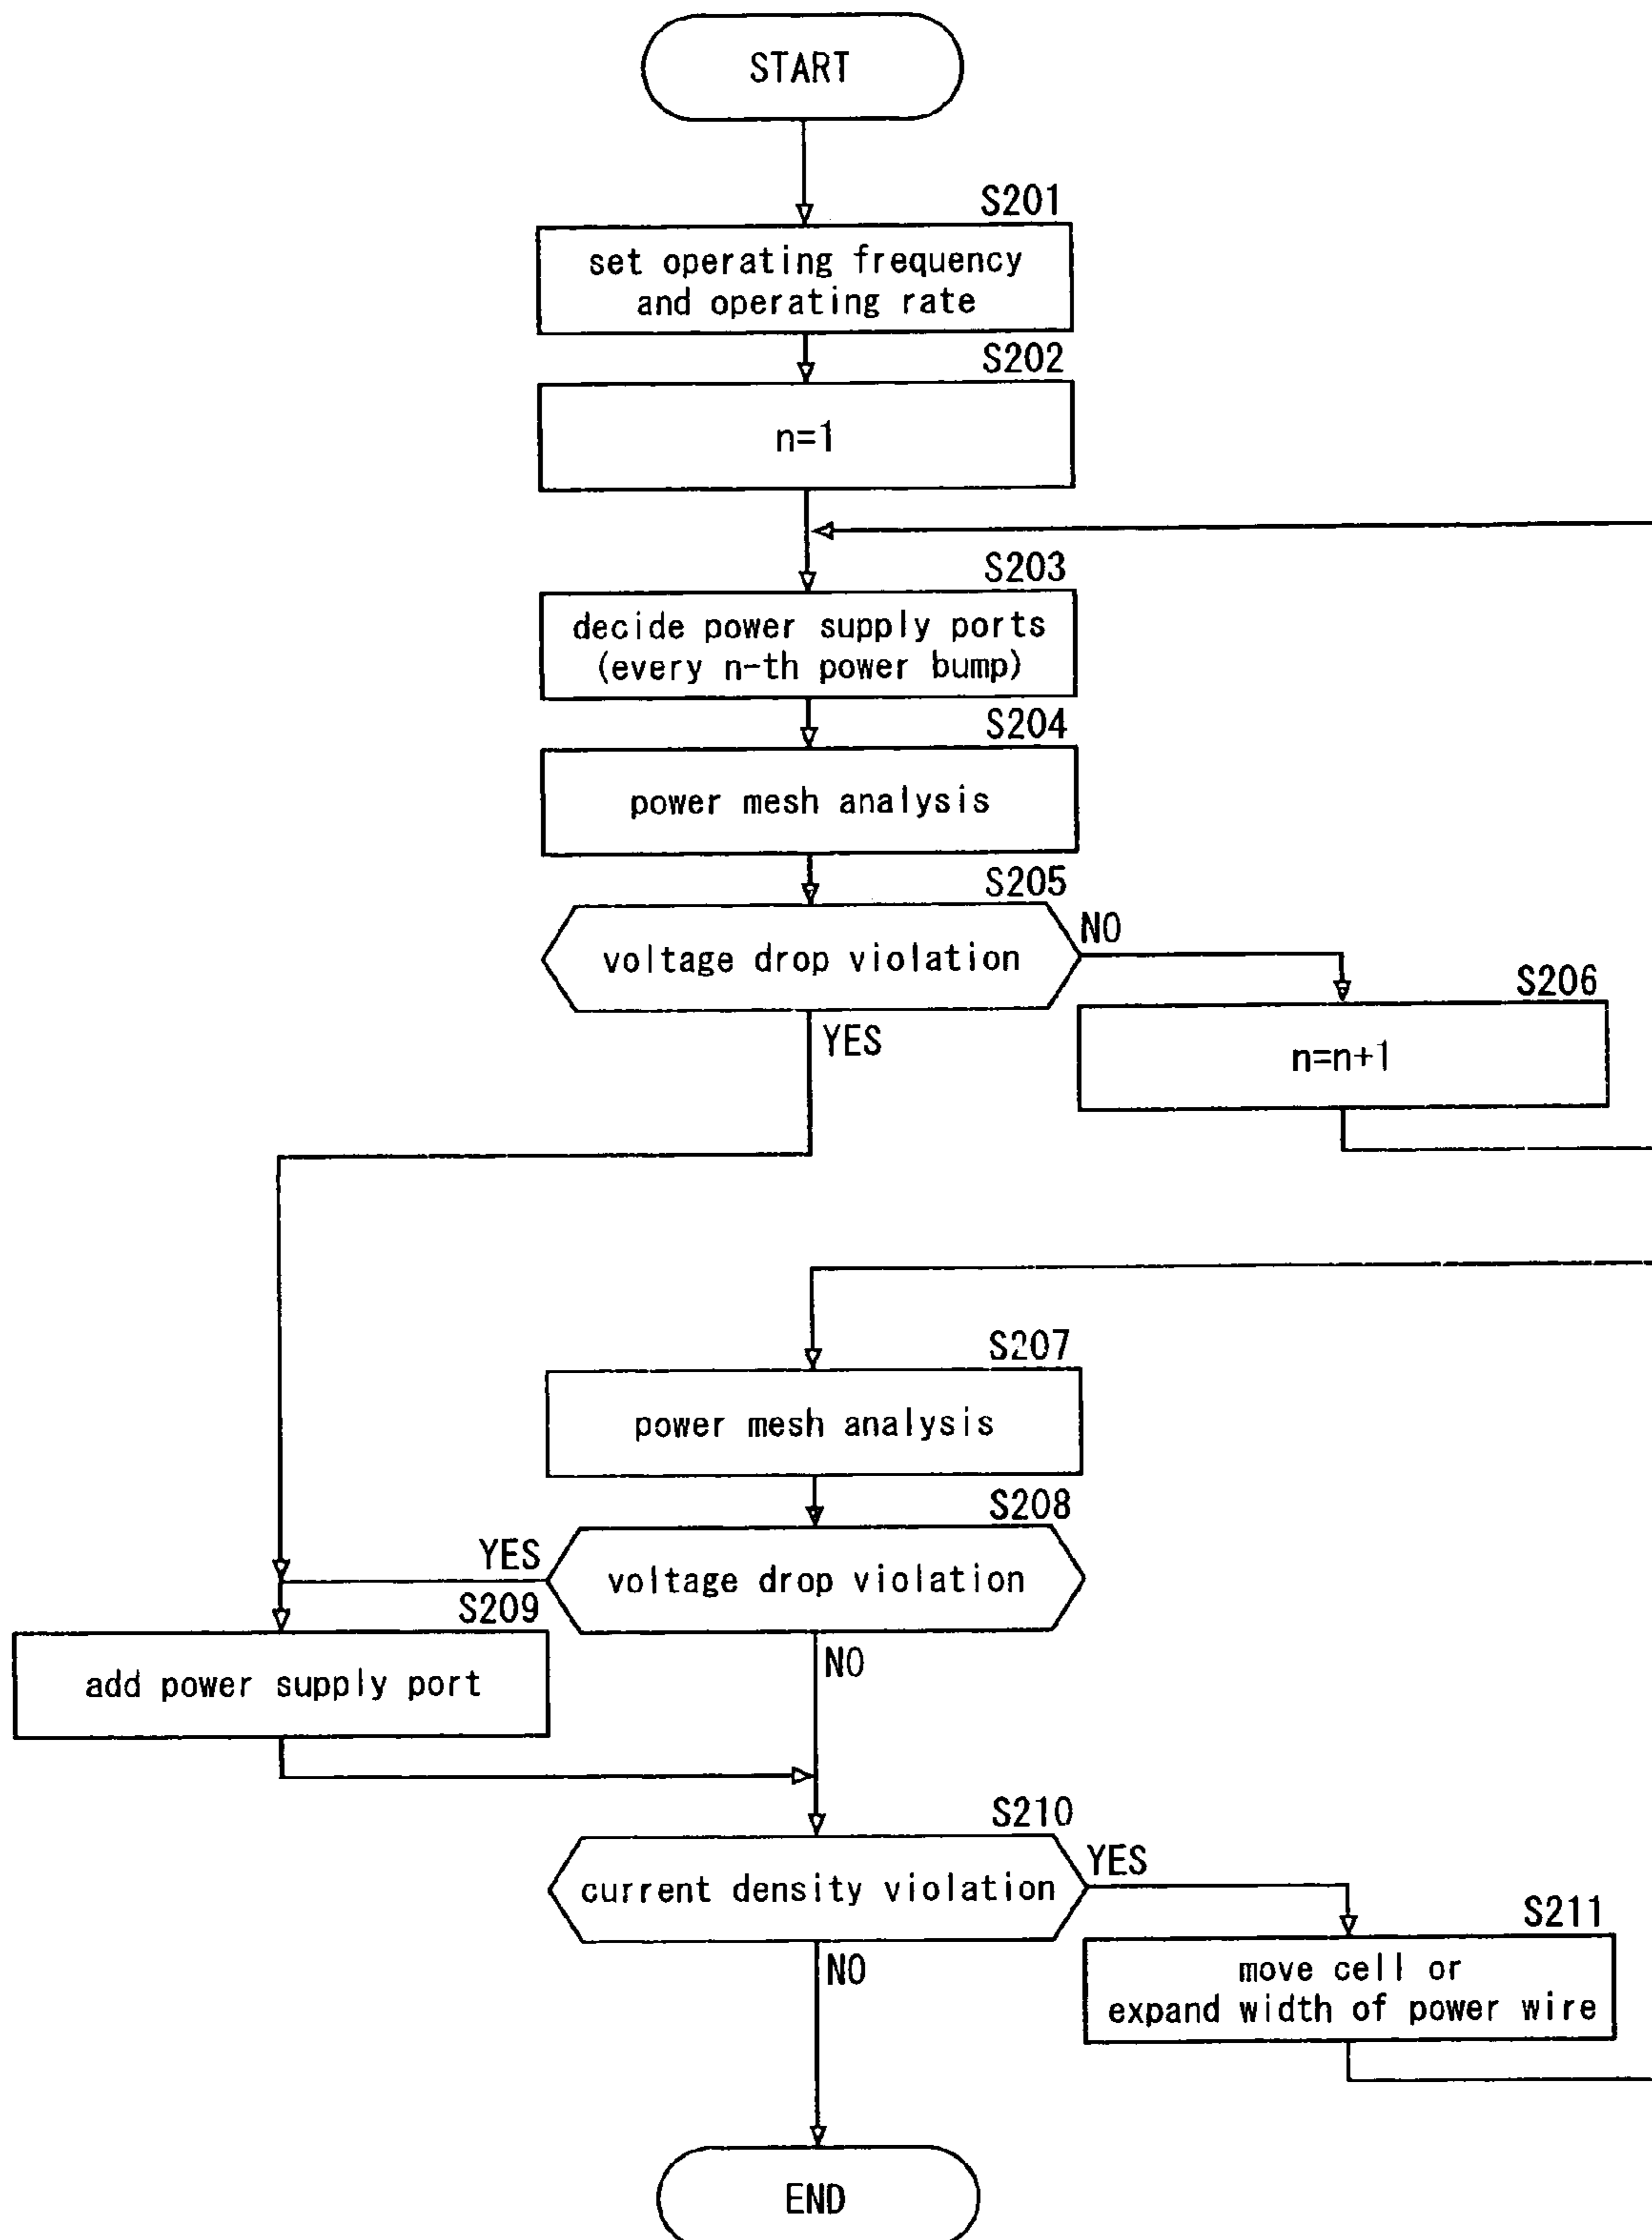 START
S201
set operating frequency
and operating rate
S202
n=1
S203
decide power supply ports
(every n-th power bump)
S204
power mesh analysis
S205
voltage drop violation
NO
YES
S206
n=n+1
S207
power mesh analysis
S208
voltage drop violation
YES
NO
S209
add power supply port
S210
current density violation
YES
NO
S211
move cell or
expand width of power wire
END